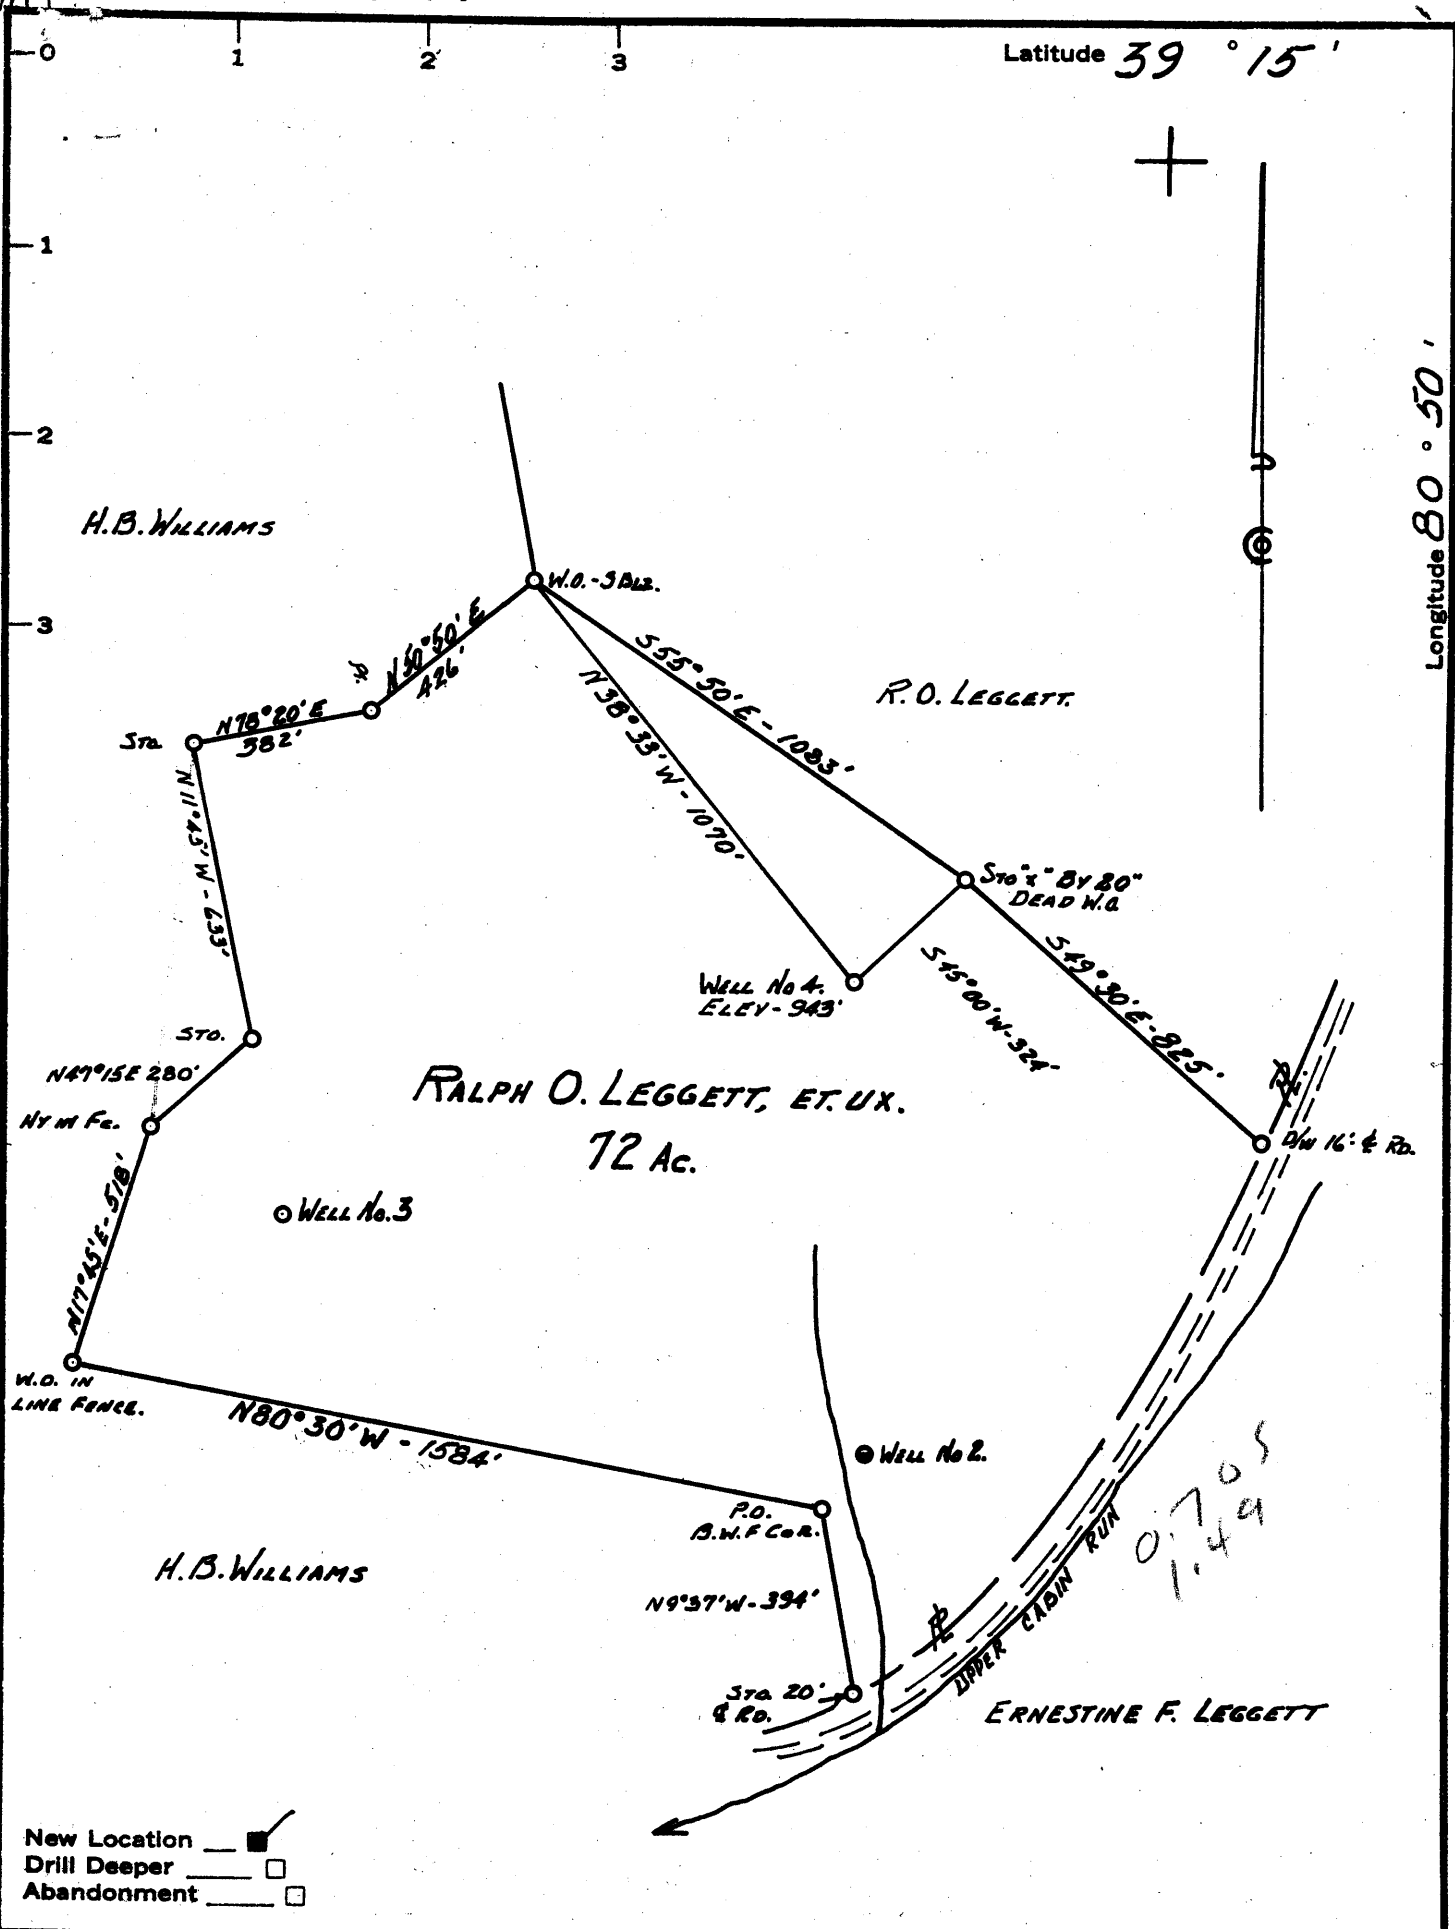 0
1
2
3
Latitude 39 ° 15 '
1
2
3
Longitude 80 ° 50 '
H.B. WILLIAMS
W.O. - 3 BLZ.
N 50° 50' E
426'
S 55° 50' E - 1083'
N 38° 33' W - 1070'
R. O. LEGGETT.
N 78° 20' E
382'
STO.
N 11° 45' W - 633'
STO "X" BY 20"
DEAD W.O.
WELL NO 4.
ELEV - 943'
S 45° 00' W - 324'
S 49° 30' E - 825'
STO.
N 47° 15 E 280'
RALPH O. LEGGETT, ET. UX.
72 AC.
D/W 16' ℄ RD.
WELL NO. 3
N 17° 45' E - 518'
W.O. IN
LINE FENCE.
N 80° 30' W - 1584'
WELL NO 2.
P.O.
B.W.F COR.
H.B. WILLIAMS
N 9° 37' W - 394'
0.705
1.49
UPPER CABIN RUN
STO. 20'
℄ RD.
ERNESTINE F. LEGGETT
New Location
Drill Deeper
Abandonment